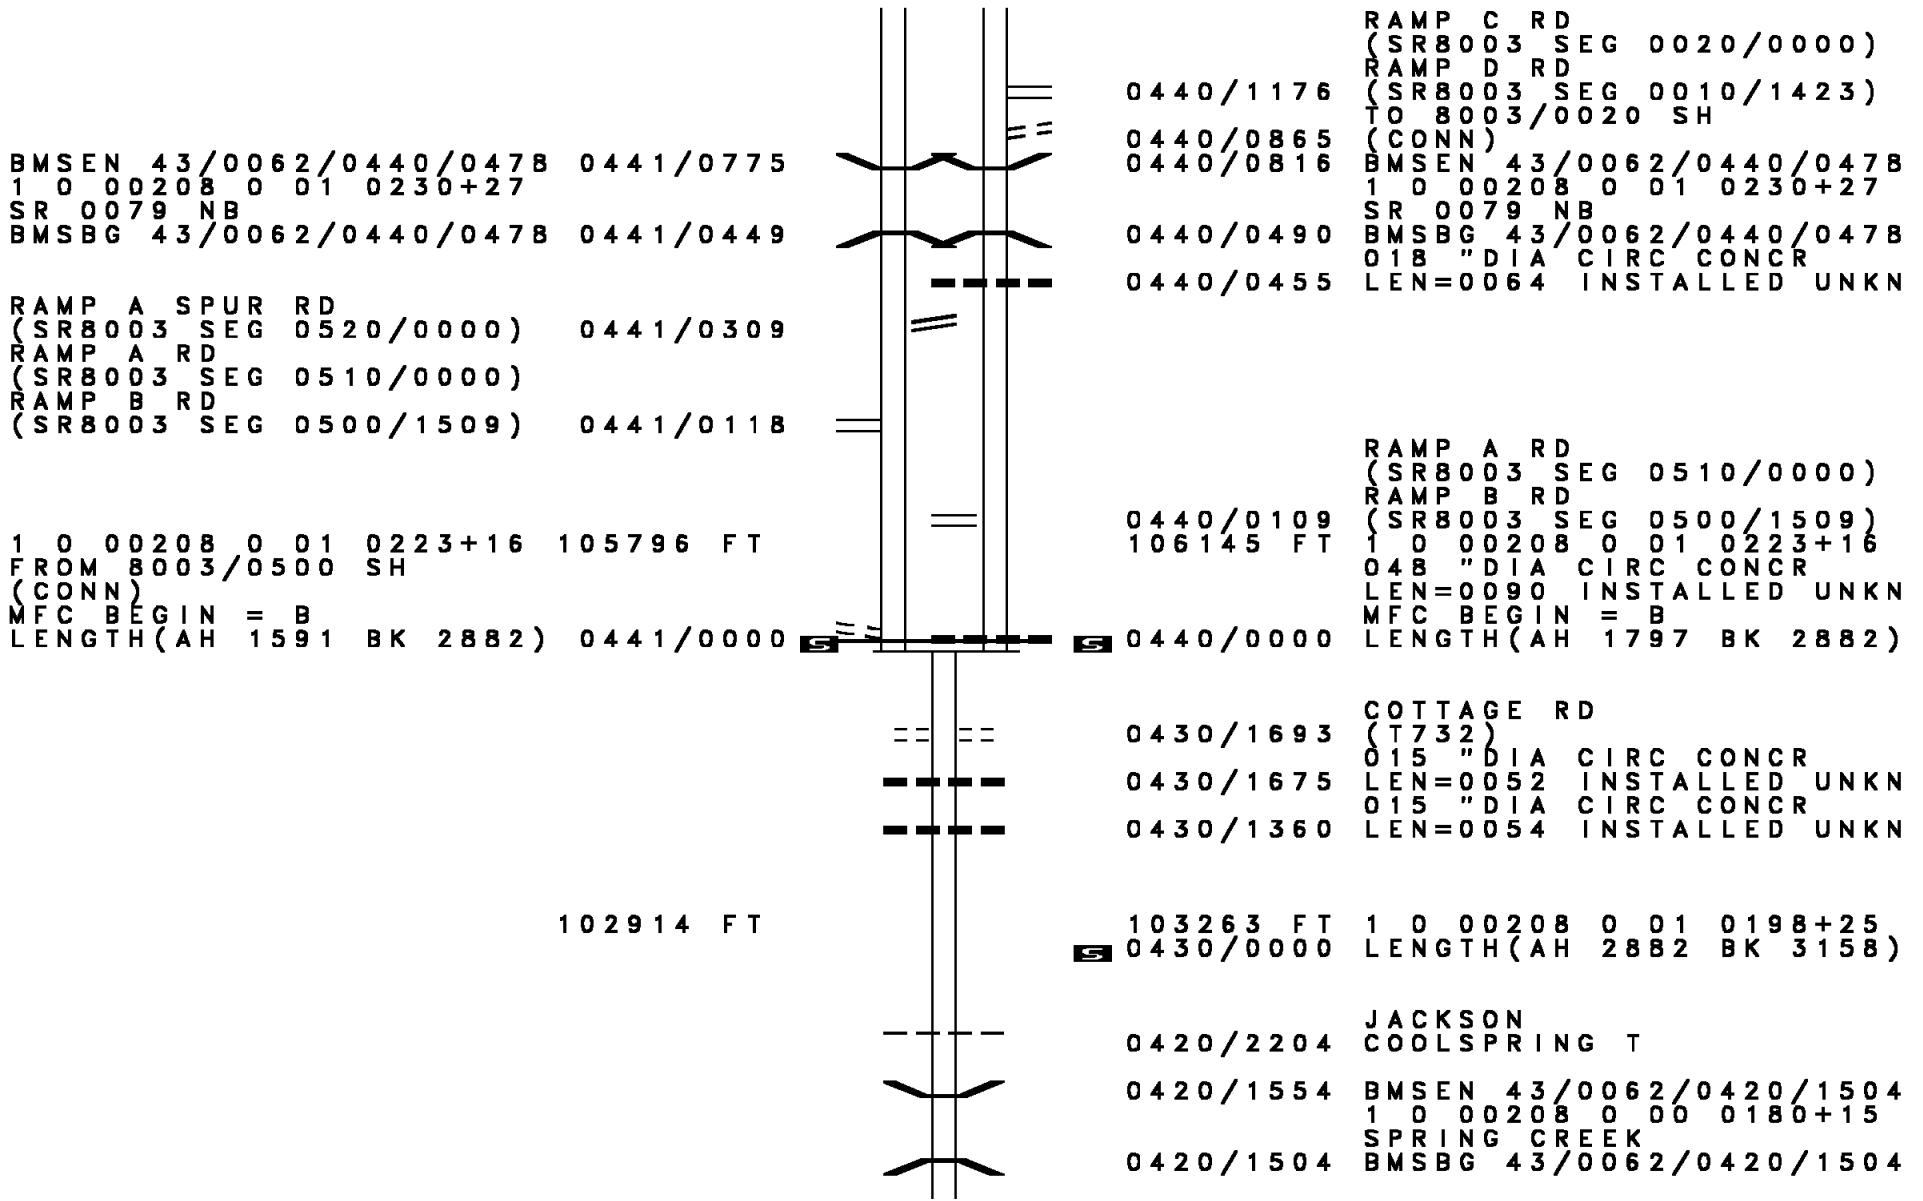 RAMP C RD
(SR8003 SEG 0020/0000)
RAMP D RD
0440/1176 (SR8003 SEG 0010/1423)
TO 8003/0020 SH
0440/0865 (CONN)
BMSEN 43/0062/0440/0478 0441/0775 0440/0816 BMSEN 43/0062/0440/0478
1 0 00208 0 01 0230+27 1 0 00208 0 01 0230+27
SR 0079 NB SR 0079 NB
BMSBG 43/0062/0440/0478 0441/0449 0440/0490 BMSBG 43/0062/0440/0478
018 "DIA CIRC CONCR
0440/0455 LEN=0064 INSTALLED UNKN
RAMP A SPUR RD
(SR8003 SEG 0520/0000) 0441/0309
RAMP A RD
(SR8003 SEG 0510/0000)
RAMP B RD
(SR8003 SEG 0500/1509) 0441/0118
RAMP A RD
(SR8003 SEG 0510/0000)
RAMP B RD
0440/0109 (SR8003 SEG 0500/1509)
1 0 00208 0 01 0223+16 105796 FT 106145 FT 1 0 00208 0 01 0223+16
FROM 8003/0500 SH 048 "DIA CIRC CONCR
(CONN) LEN=0090 INSTALLED UNKN
MFC BEGIN = B MFC BEGIN = B
LENGTH(AH 1591 BK 2882) 0441/0000 S S 0440/0000 LENGTH(AH 1797 BK 2882)
COTTAGE RD
0430/1693 (T732)
015 "DIA CIRC CONCR
0430/1675 LEN=0052 INSTALLED UNKN
015 "DIA CIRC CONCR
0430/1360 LEN=0054 INSTALLED UNKN
102914 FT 103263 FT 1 0 00208 0 01 0198+25
S 0430/0000 LENGTH(AH 2882 BK 3158)
JACKSON
0420/2204 COOLSPRING T
0420/1554 BMSEN 43/0062/0420/1504
1 0 00208 0 00 0180+15
SPRING CREEK
0420/1504 BMSBG 43/0062/0420/1504